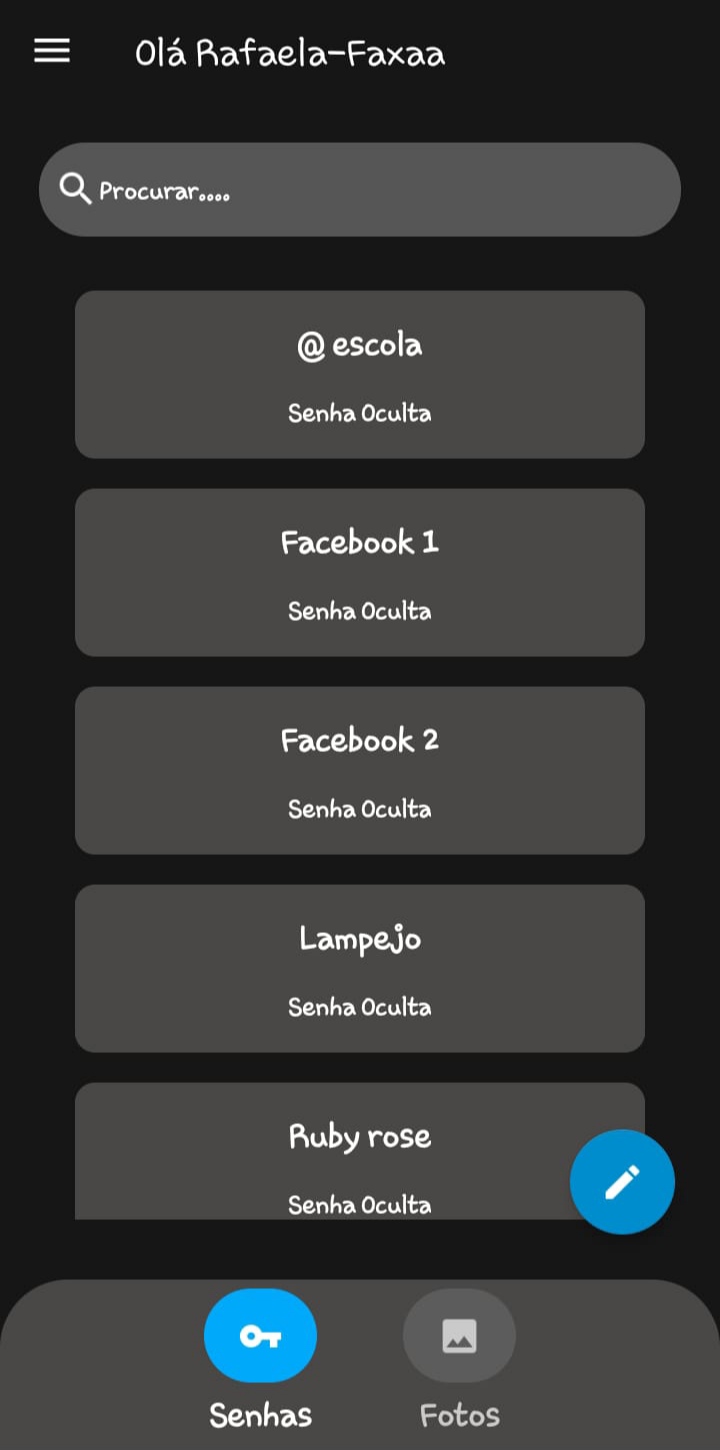 Olá Rafaela-Faxaa
Procurar....
@ escola
Senha Oculta
Facebook 1
Senha Oculta
Facebook 2
Senha Oculta
Lampejo
Senha Oculta
Ruby rose
Senha Oculta
Senhas
Fotos